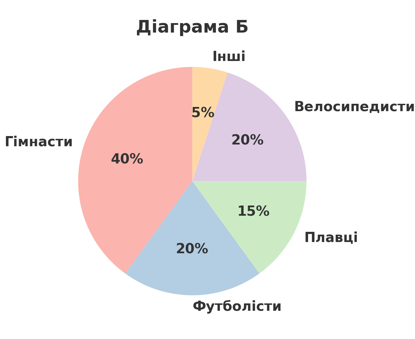 Діаграма Б
Інші
5%
Велосипедисти
20%
Гімнасти
40%
15%
Плавці
20%
Футболісти